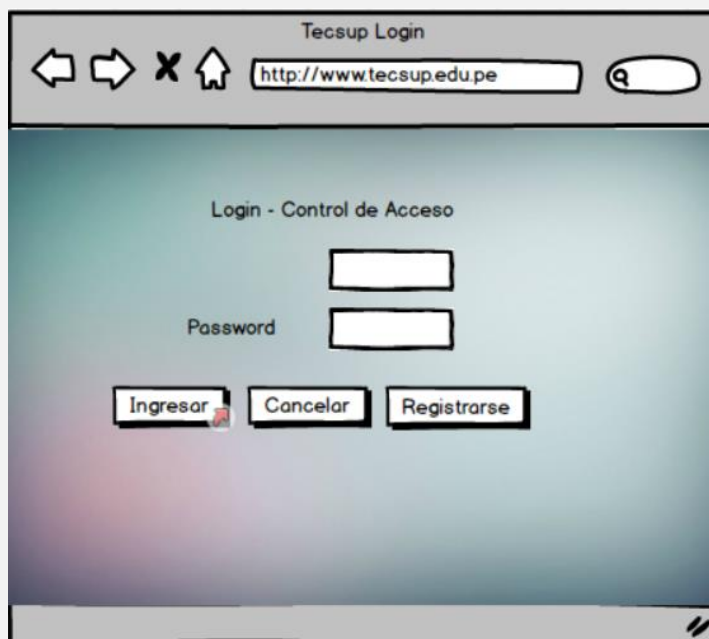 Tecsup Login
http://www.tecsup.edu.pe
Login - Control de Acceso
Password
Ingresar Cancelar Registrarse